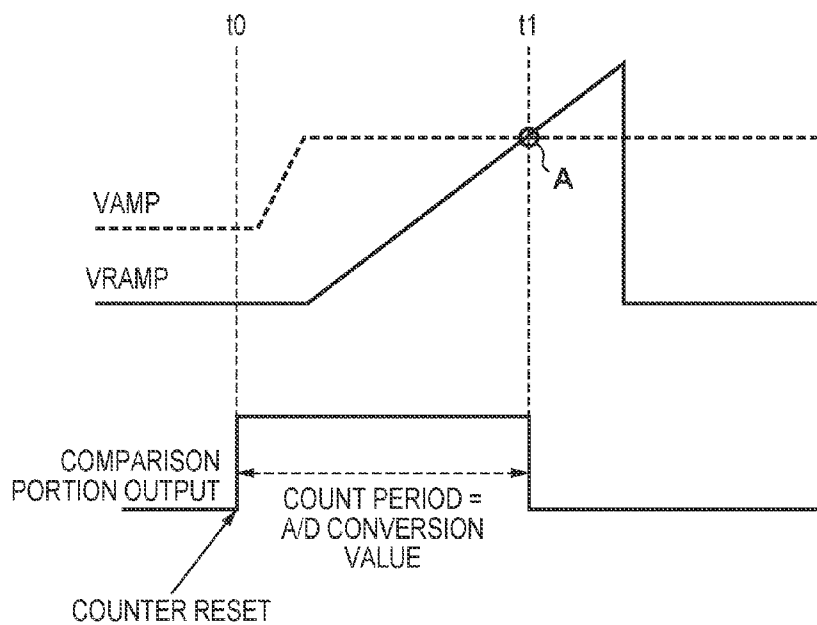 t0
t1
A
VAMP
VRAMP
COMPARISON
PORTION OUTPUT
COUNT PERIOD =
A/D CONVERSION
VALUE
COUNTER RESET